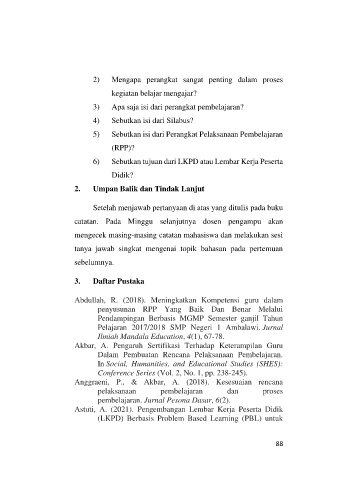 2) Mengapa perangkat sangat penting dalam proses
kegiatan belajar mengajar?
3) Apa saja isi dari perangkat pembelajaran?
4) Sebutkan isi dari Silabus?
5) Sebutkan isi dari Perangkat Pelaksanaan Pembelajaran
(RPP)?
6) Sebutkan tujuan dari LKPD atau Lembar Kerja Peserta
Didik?
2. Umpan Balik dan Tindak Lanjut
Setelah menjawab pertanyaan di atas yang ditulis pada buku
catatan. Pada Minggu selanjutnya dosen pengampu akan
mengecek masing-masing catatan mahasiswa dan melakukan sesi
tanya jawab singkat mengenai topik bahasan pada pertemuan
sebelumnya.
3. Daftar Pustaka
Abdullah, R. (2018). Meningkatkan Kompetensi guru dalam
penyusunan RPP Yang Baik Dan Benar Melalui
Pendampingan Berbasis MGMP Semester ganjil Tahun
Pelajaran 2017/2018 SMP Negeri 1 Ambalawi. Jurnal
Ilmiah Mandala Education, 4(1), 67-78.
Akbar, A. Pengaruh Sertifikasi Terhadap Keterampilan Guru
Dalam Pembuatan Rencana Pelaksanaan Pembelajaran.
In Social, Humanities, and Educational Studies (SHES):
Conference Series (Vol. 2, No. 1, pp. 238-245).
Anggraeni, P., & Akbar, A. (2018). Kesesuaian rencana
pelaksanaan pembelajaran dan proses
pembelajaran. Jurnal Pesona Dasar, 6(2).
Astuti, A. (2021). Pengembangan Lembar Kerja Peserta Didik
(LKPD) Berbasis Problem Based Learning (PBL) untuk
88